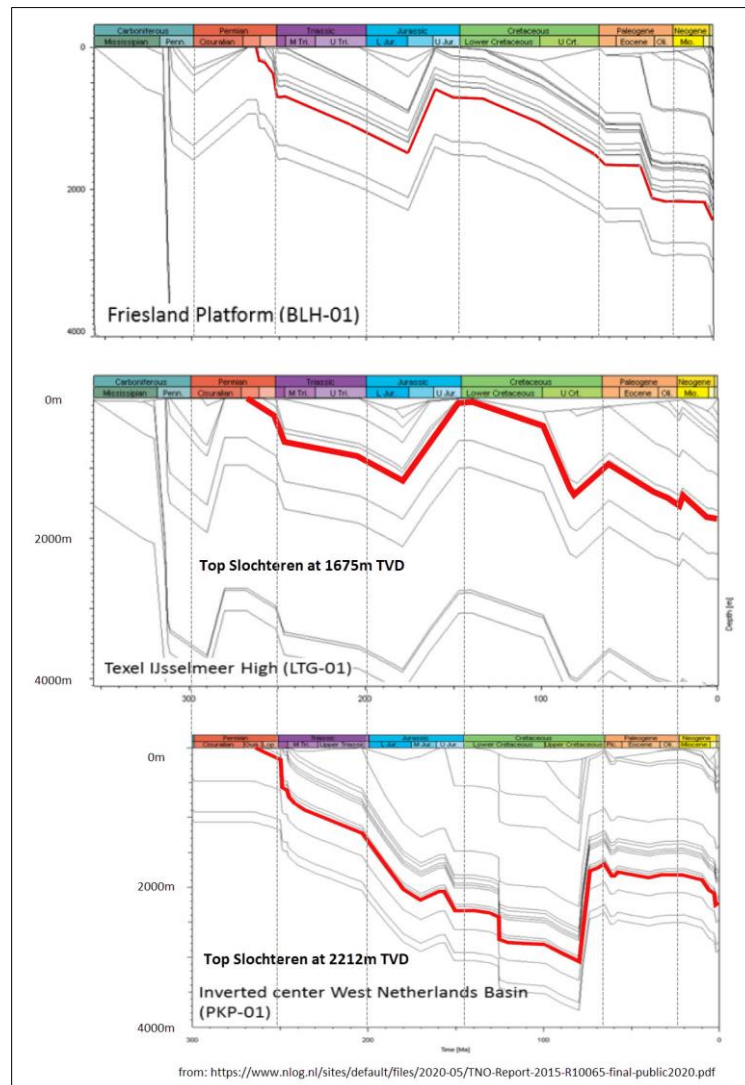 Carboniferous Permian Triassic Jurassic Cretaceous Paleogene Neogene
Mississipian Penn. Cisuralian M Tri. U Tri. L Jur. U Jur. Lower Cretaceous U Crt. Eocene Oli. Mio.
0
2000
Friesland Platform (BLH-01)
4000
Carboniferous Permian Triassic Jurassic Cretaceous Paleogene Neogene
Mississipian Penn. Cisuralian M Tri. U Tri. L Jur. U Jur. Lower Cretaceous U Crt. Eocene Oli. Mio.
0m
2000m
Top Slochteren at 1675m TVD
Depth [m]
Texel IJsselmeer High (LTG-01)
4000m
300 200 100 0
Permian Triassic Jurassic Cretaceous Paleogene Neogene
Cisuralian Gua. Lop. M Tri. Upper Triassic L Jur. M Jur. U Jur. Lower Cretaceous Upper Cretaceous Eocene Oli. Miocene
0m
2000m
Top Slochteren at 2212m TVD
Inverted center West Netherlands Basin
(PKP-01)
4000m
300 200 100 0
Time [Ma]
from: https://www.nlog.nl/sites/default/files/2020-05/TNO-Report-2015-R10065-final-public2020.pdf